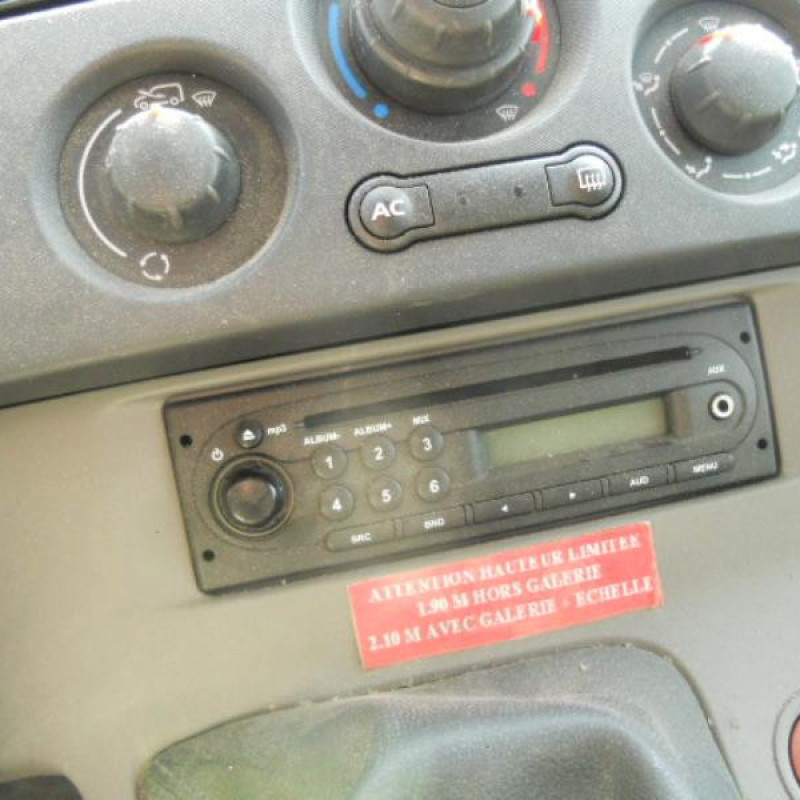 AC
AUX
mp3
ALBUM- ALBUM+ MIX
1 2 3
4 5 6
SRC BND AUD MENU
ATTENTION HAUTEUR LIMITEE
1.90 M HORS GALERIE
2.10 M AVEC GALERIE + ECHELLE